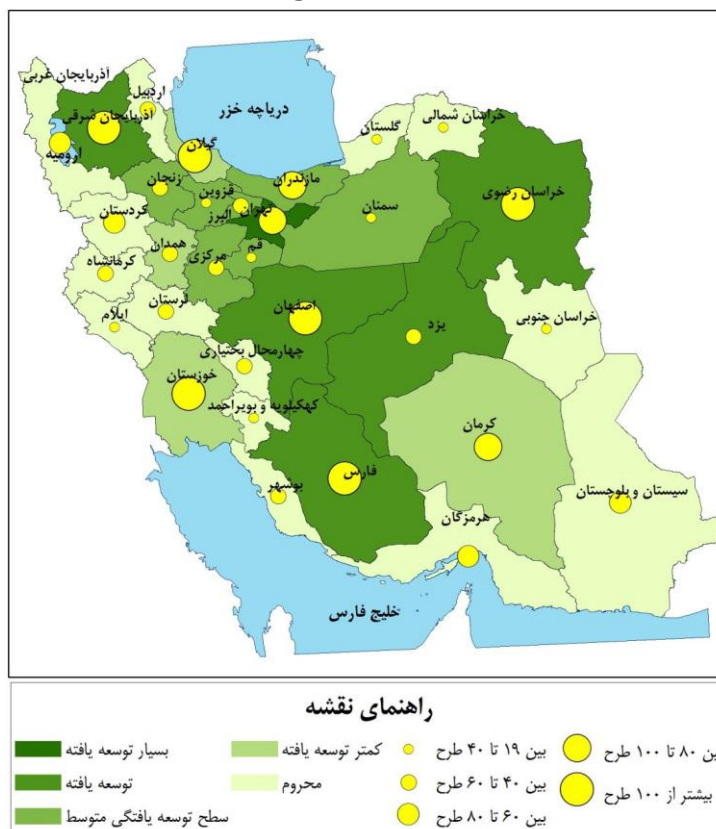 آذربایجان غربی
اردبیل
آذربایجان شرقی
ارومیه
گیلان
دریاچه خزر
گلستان
خراسان شمالی
مازندران
زنجان
قزوین
تهران
البرز
خراسان رضوی
سمنان
کردستان
همدان
قم
مرکزی
کرمانشاه
لرستان
ایلام
اصفهان
یزد
خراسان جنوبی
چهارمحال بختیاری
خوزستان
کهکیلویه و بویراحمد
کرمان
فارس
بوشهر
سیستان و بلوچستان
هرمزگان
خلیج فارس
راهنمای نقشه
بین ۸۰ تا ۱۰۰ طرح
بیشتر از ۱۰۰ طرح
بین ۱۹ تا ۴۰ طرح
بین ۴۰ تا ۶۰ طرح
بین ۶۰ تا ۸۰ طرح
کمتر توسعه یافته
محروم
بسیار توسعه یافته
توسعه یافته
سطح توسعه یافتگی متوسط